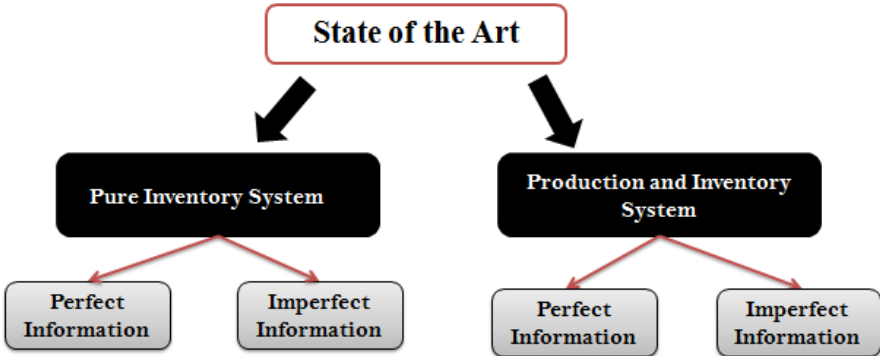 State of the Art
Pure Inventory System
Production and Inventory
System
Perfect
Information
Imperfect
Information
Perfect
Information
Imperfect
Information